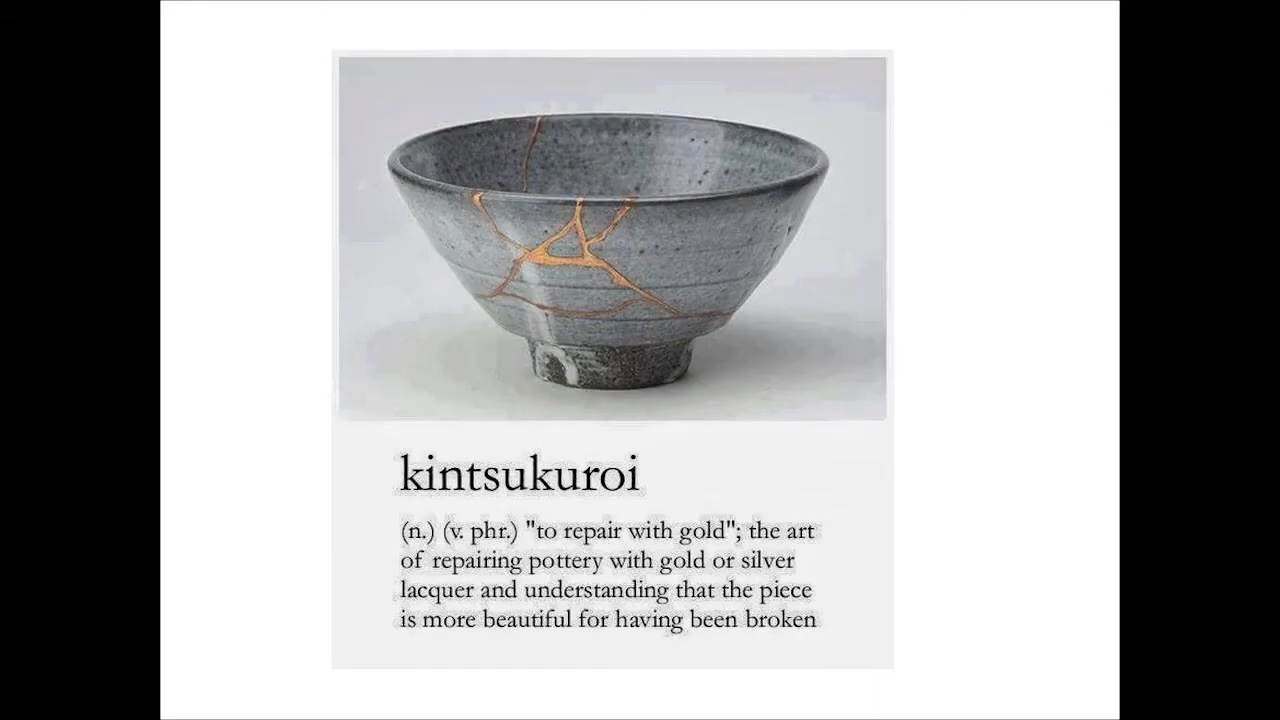 kintsukuroi
(n.) (v. phr.) "to repair with gold"; the art
of repairing pottery with gold or silver
lacquer and understanding that the piece
is more beautiful for having been broken